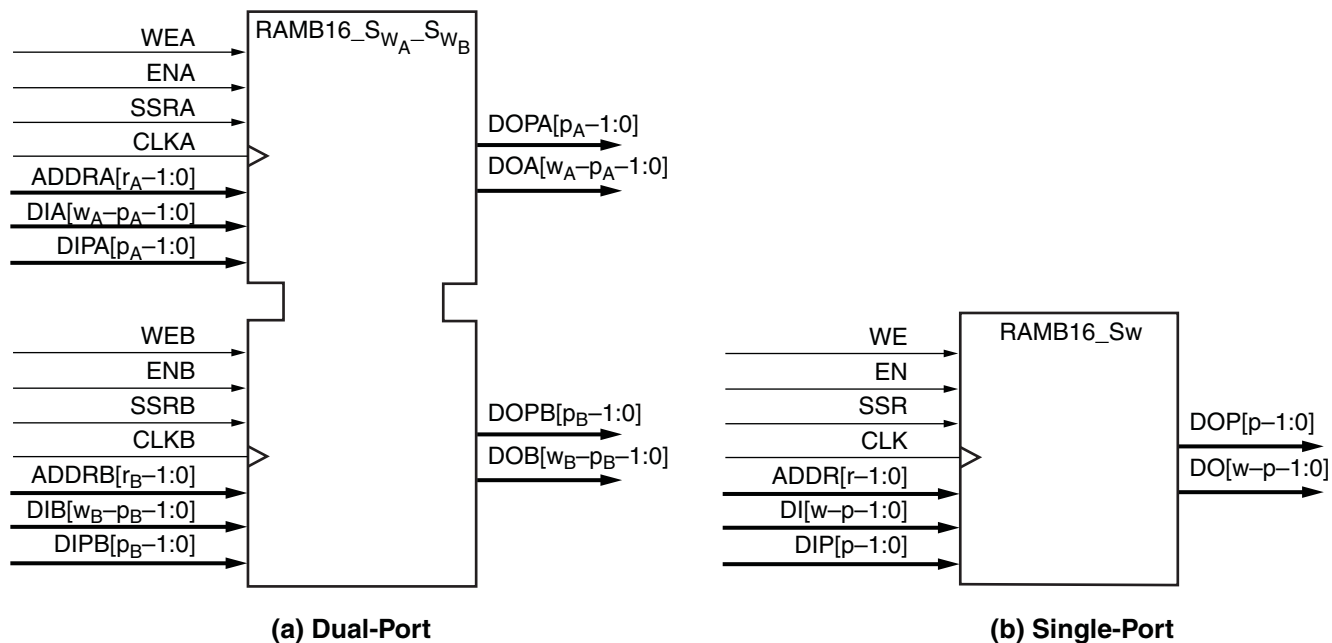 RAMB16_SWA_SWB
WEA
ENA
SSRA
CLKA
ADDRA[rA–1:0]
DIA[wA–pA–1:0]
DIPA[pA–1:0]
DOPA[pA–1:0]
DOA[wA–pA–1:0]
WEB
ENB
SSRB
CLKB
ADDRB[rB–1:0]
DIB[wB–pB–1:0]
DIPB[pB–1:0]
DOPB[pB–1:0]
DOB[wB–pB–1:0]
(a) Dual-Port
RAMB16_Sw
WE
EN
SSR
CLK
ADDR[r–1:0]
DI[w–p–1:0]
DIP[p–1:0]
DOP[p–1:0]
DO[w–p–1:0]
(b) Single-Port